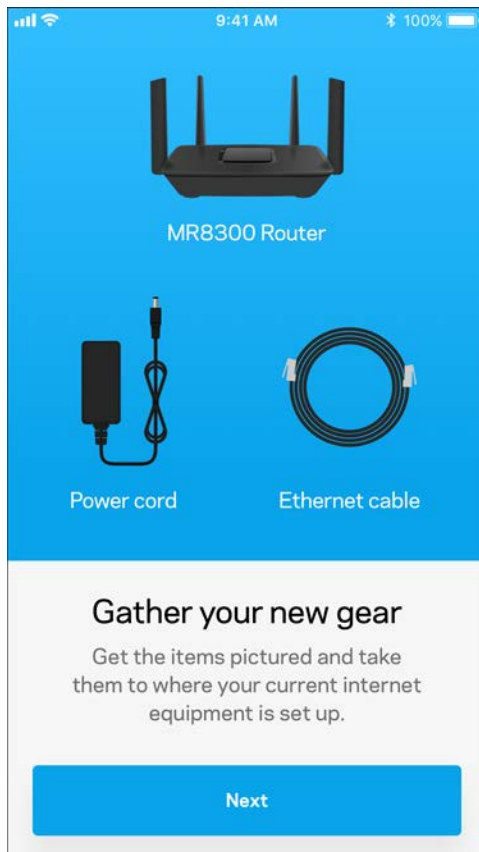 9:41 AM
100%
MR8300 Router
Power cord
Ethernet cable
Gather your new gear
Get the items pictured and take
them to where your current internet
equipment is set up.
Next